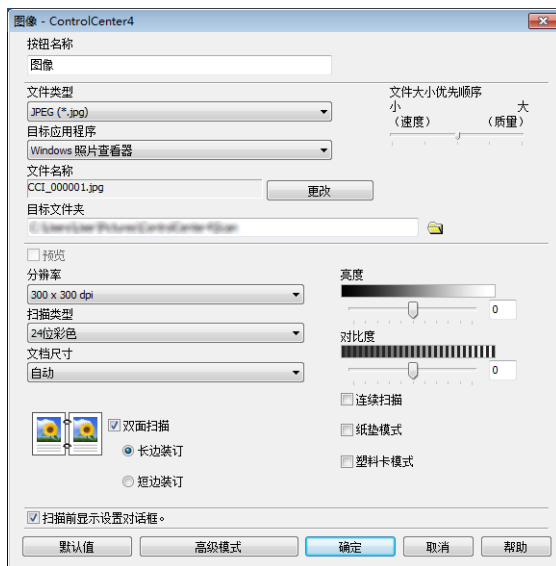 图像 - ControlCenter4
按钮名称
图像
文件类型
JPEG (*.jpg)
目标应用程序
Windows 照片查看器
文件名称
CCI_000001.jpg
更改
目标文件夹
文件大小优先顺序
小 大
（速度） （质量）
预览
分辨率
300 x 300 dpi
扫描类型
24位彩色
文档尺寸
自动
亮度
0
对比度
0
双面扫描
长边装订
短边装订
连续扫描
纸垫模式
塑料卡模式
扫描前显示设置对话框。
默认值 高级模式 确定 取消 帮助